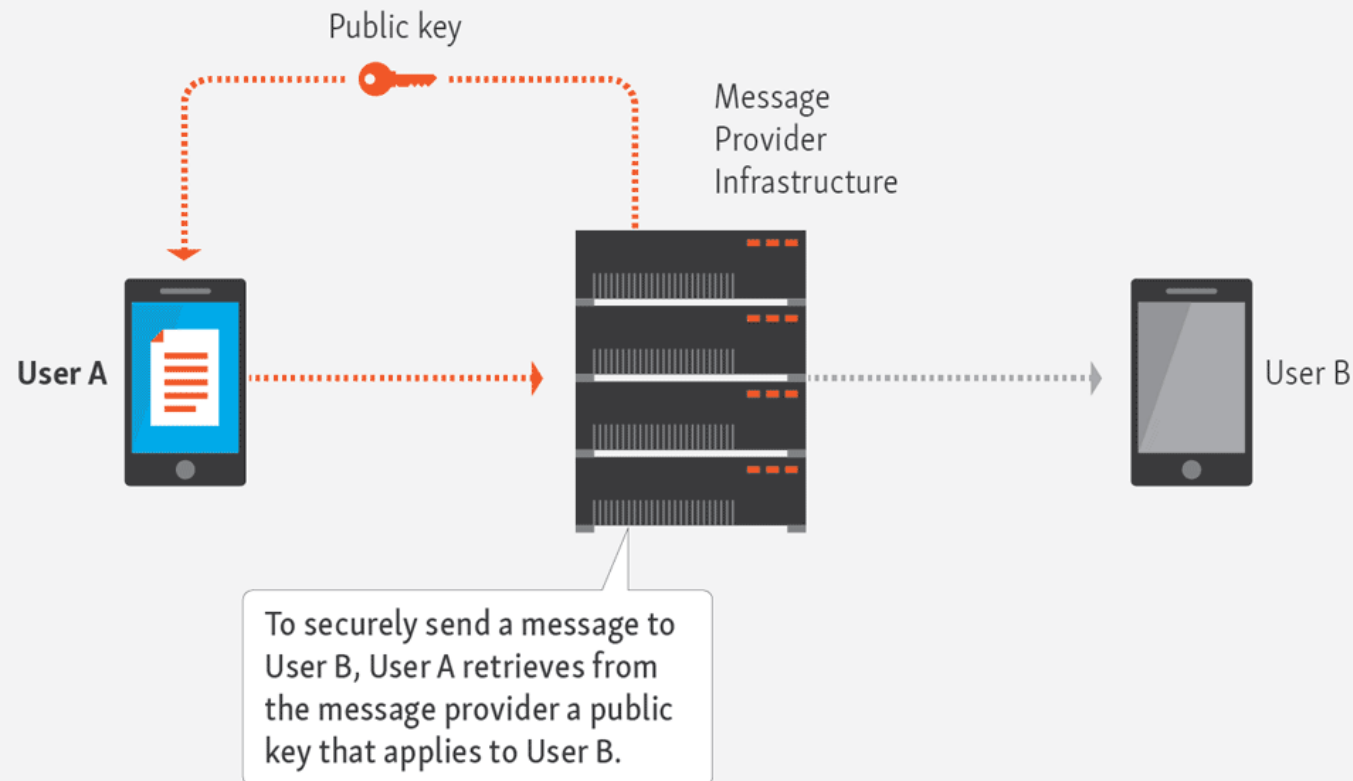 Public key
Message
Provider
Infrastructure
User A
User B
To securely send a message to
User B, User A retrieves from
the message provider a public
key that applies to User B.